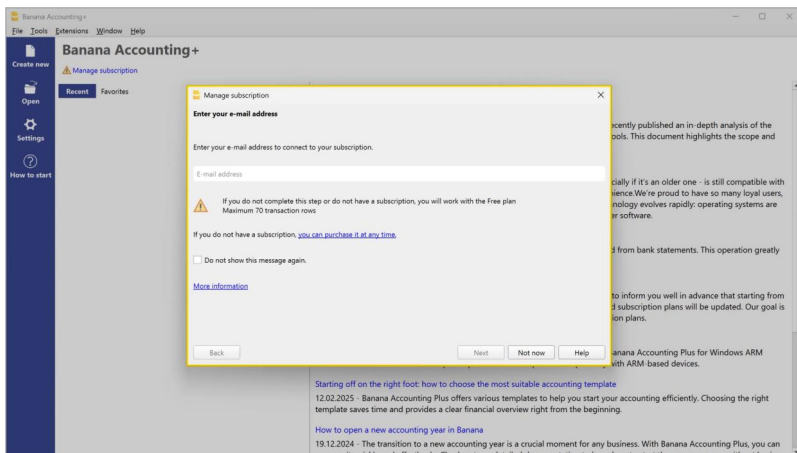 Banana Accounting+
File Tools Extensions Window Help
Create new
Open
Settings
How to start
Banana Accounting+
Manage subscription
Recent Favorites
Manage subscription
Enter your e-mail address
Enter your e-mail address to connect to your subscription.
E-mail address
If you do not complete this step or do not have a subscription, you will work with the Free plan
Maximum 70 transaction rows
If you do not have a subscription, you can purchase it at any time.
Do not show this message again.
More information
Back Next Not now Help
ecently published an in-depth analysis of the
ools. This document highlights the scope and
cially if it's an older one - is still compatible with
ience.We're proud to have so many loyal users,
nology evolves rapidly: operating systems are
er software.
d from bank statements. This operation greatly
to inform you well in advance that starting from
d subscription plans will be updated. Our goal is
ion plans.
anana Accounting Plus for Windows ARM
with ARM-based devices.
Starting off on the right foot: how to choose the most suitable accounting template
12.02.2025 - Banana Accounting Plus offers various templates to help you start your accounting efficiently. Choosing the right
template saves time and provides a clear financial overview right from the beginning.
How to open a new accounting year in Banana
19.12.2024 - The transition to a new accounting year is a crucial moment for any business. With Banana Accounting Plus, you can